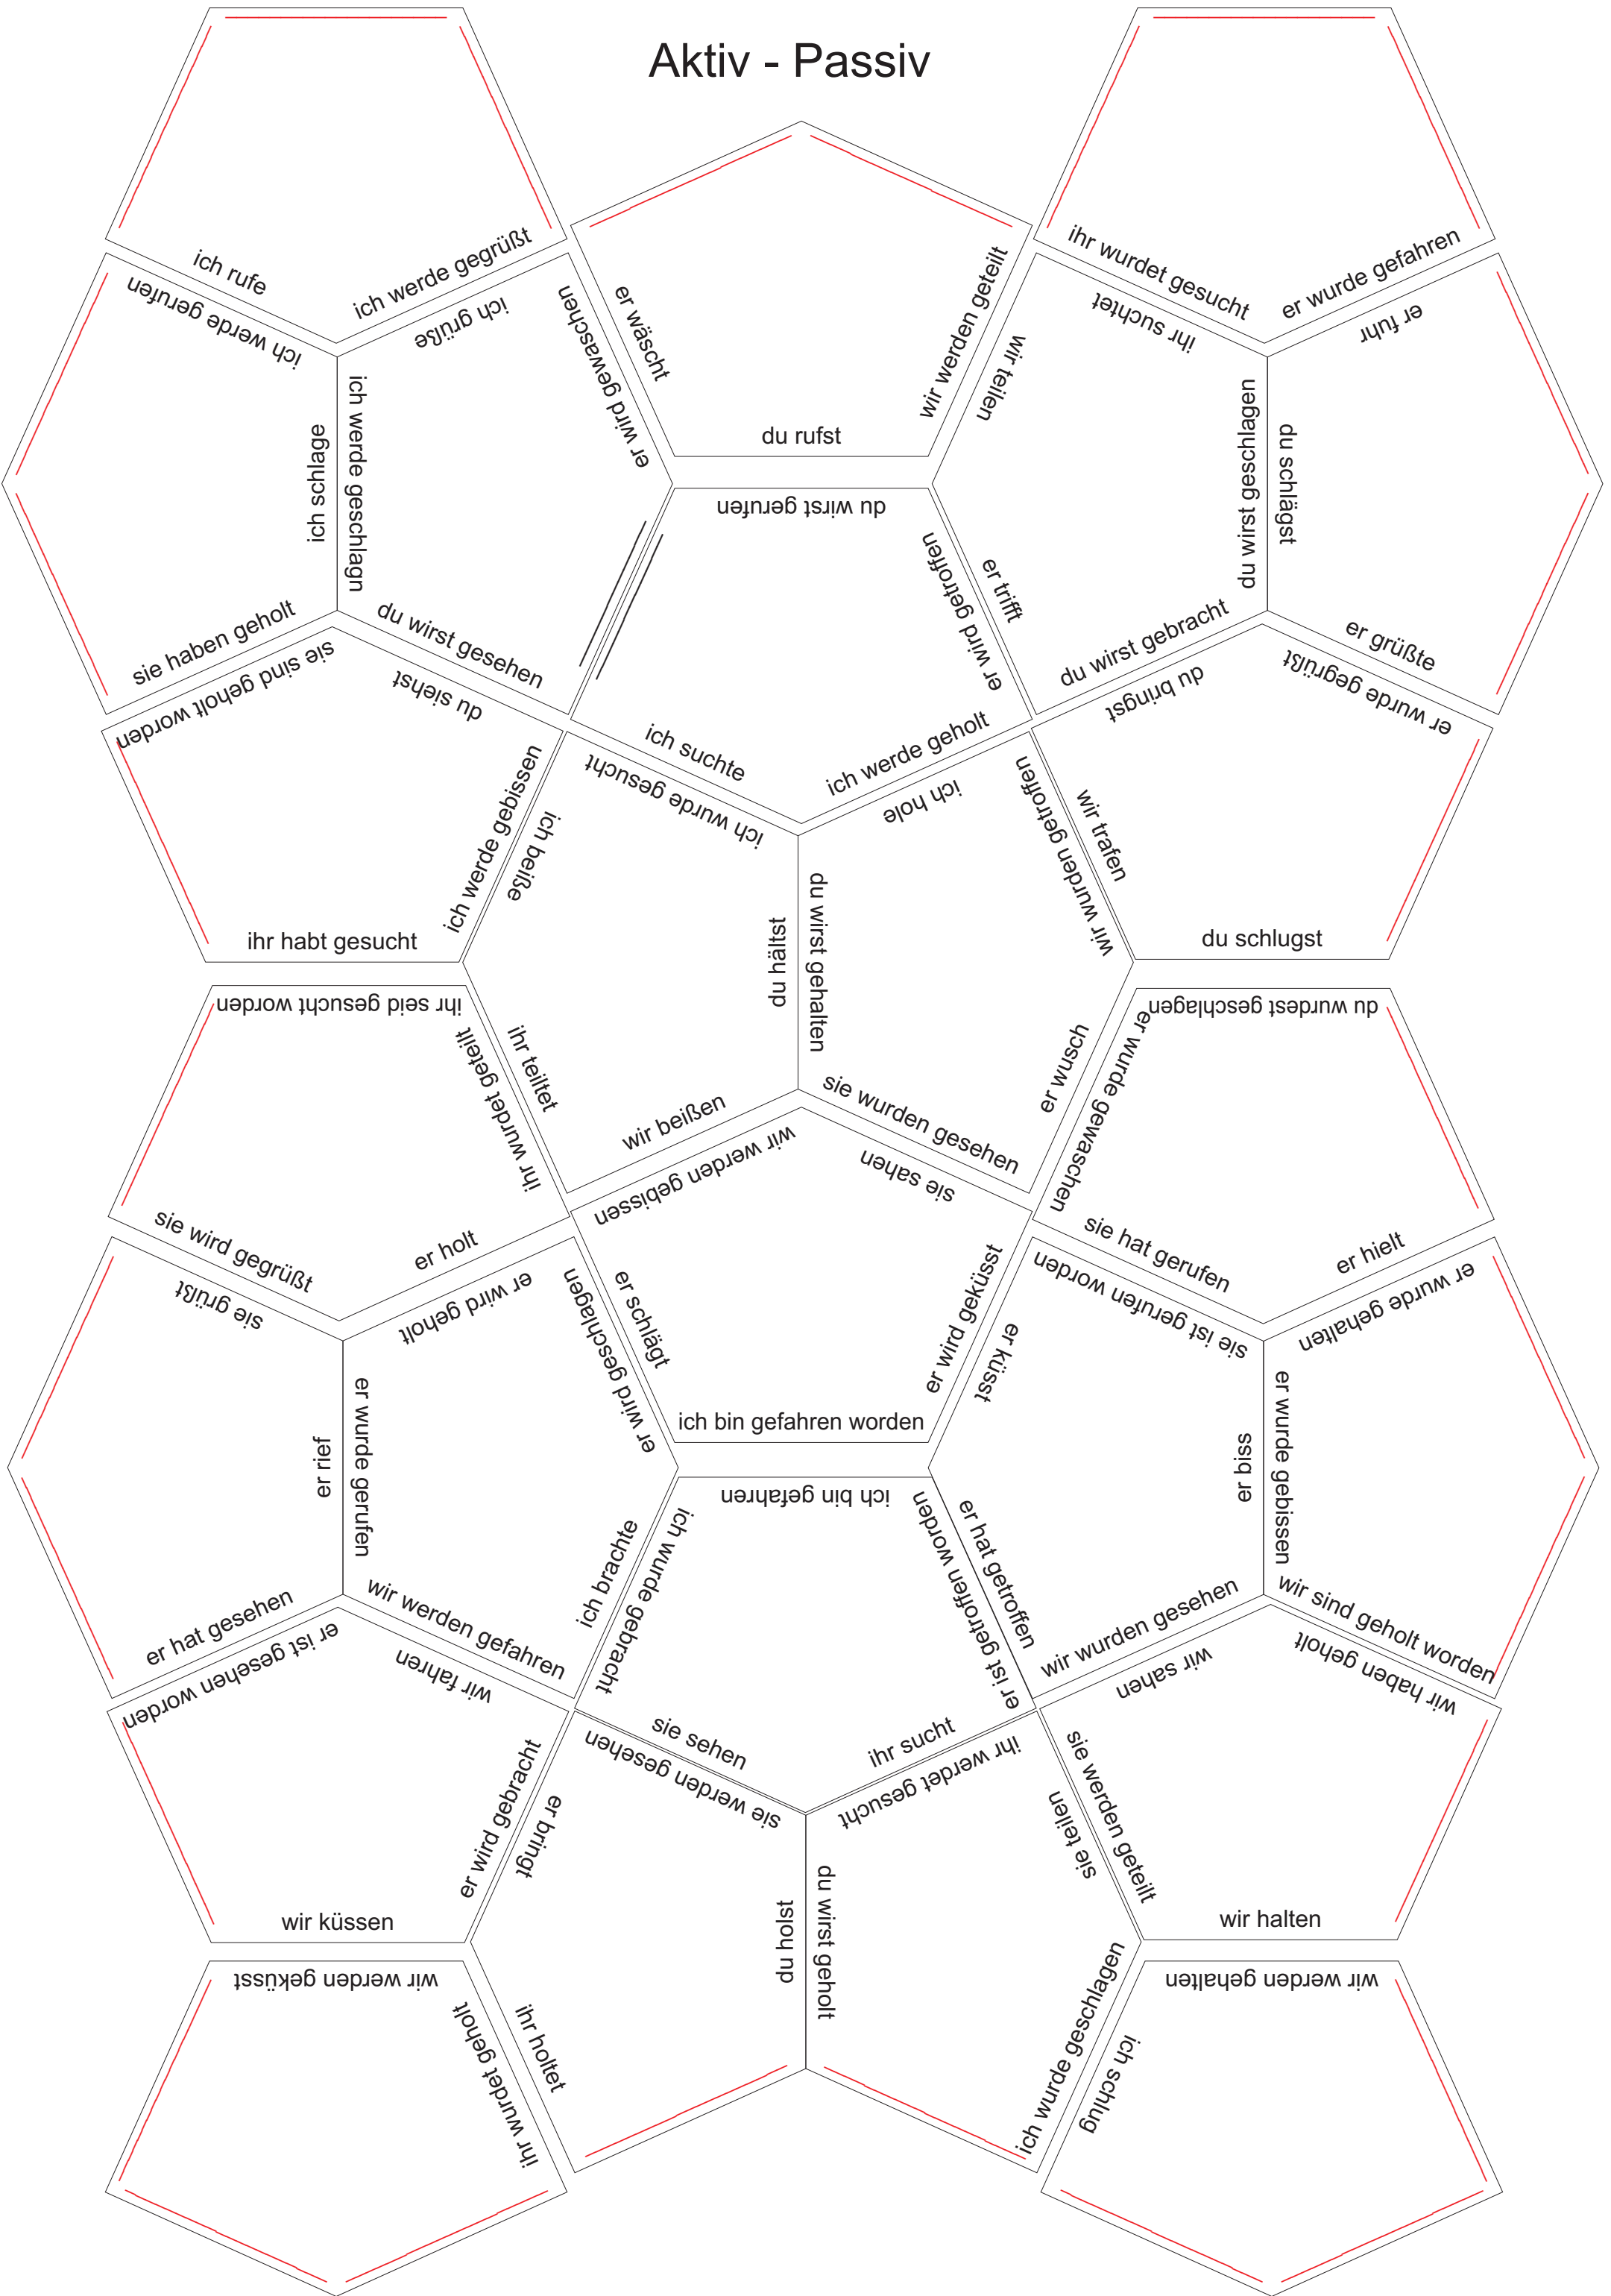 Aktiv - Passiv
ich rufe
ich werde gegrüßt
ihr wurdet gesucht
er wurde gefahren
ich werde gerufen
ich grüße
er wird gewaschen
er wäscht
wir werden geteilt
wir teilen
ihr suchtet
er fuhr
ich schlage
ich werde geschlagn
du rufst
du wirst geschlagen
du schlägst
du wirst gerufen
er wird getroffen
er trifft
sie haben geholt
du wirst gesehen
du wirst gebracht
er grüßte
sie sind geholt worden
du siehst
ich suchte
ich werde geholt
du bringst
er wurde gegrüßt
ich werde gebissen
ich beiße
ich wurde gesucht
ich hole
wir wurden getroffen
wir trafen
ihr habt gesucht
du hältst
du wirst gehalten
du schlugst
ihr seid gesucht worden
ihr wurdet geteilt
ihr teiltet
er wusch
er wurde gewaschen
du wurdest geschlagen
wir beißen
sie wurden gesehen
sie wird gegrüßt
er holt
wir werden gebissen
sie sahen
sie hat gerufen
er hielt
sie grüßt
er wird geholt
er wird geschlagen
er schlägt
er wird geküsst
er küsst
sie ist gerufen worden
er wurde gehalten
er rief
er wurde gerufen
ich bin gefahren worden
er biss
er wurde gebissen
ich bin gefahren
ich brachte
ich wurde gebracht
er ist getroffen worden
er hat getroffen
er hat gesehen
wir werden gefahren
wir wurden gesehen
wir sind geholt worden
er ist gesehen worden
wir fahren
sie sehen
ihr sucht
wir sahen
wir haben geholt
er wird gebracht
er bringt
sie werden gesehen
ihr werdet gesucht
sie teilen
sie werden geteilt
wir küssen
du holst
du wirst geholt
wir halten
wir werden geküsst
ihr wurdet geholt
ihr holtet
ich wurde geschlagen
ich schlug
wir werden gehalten